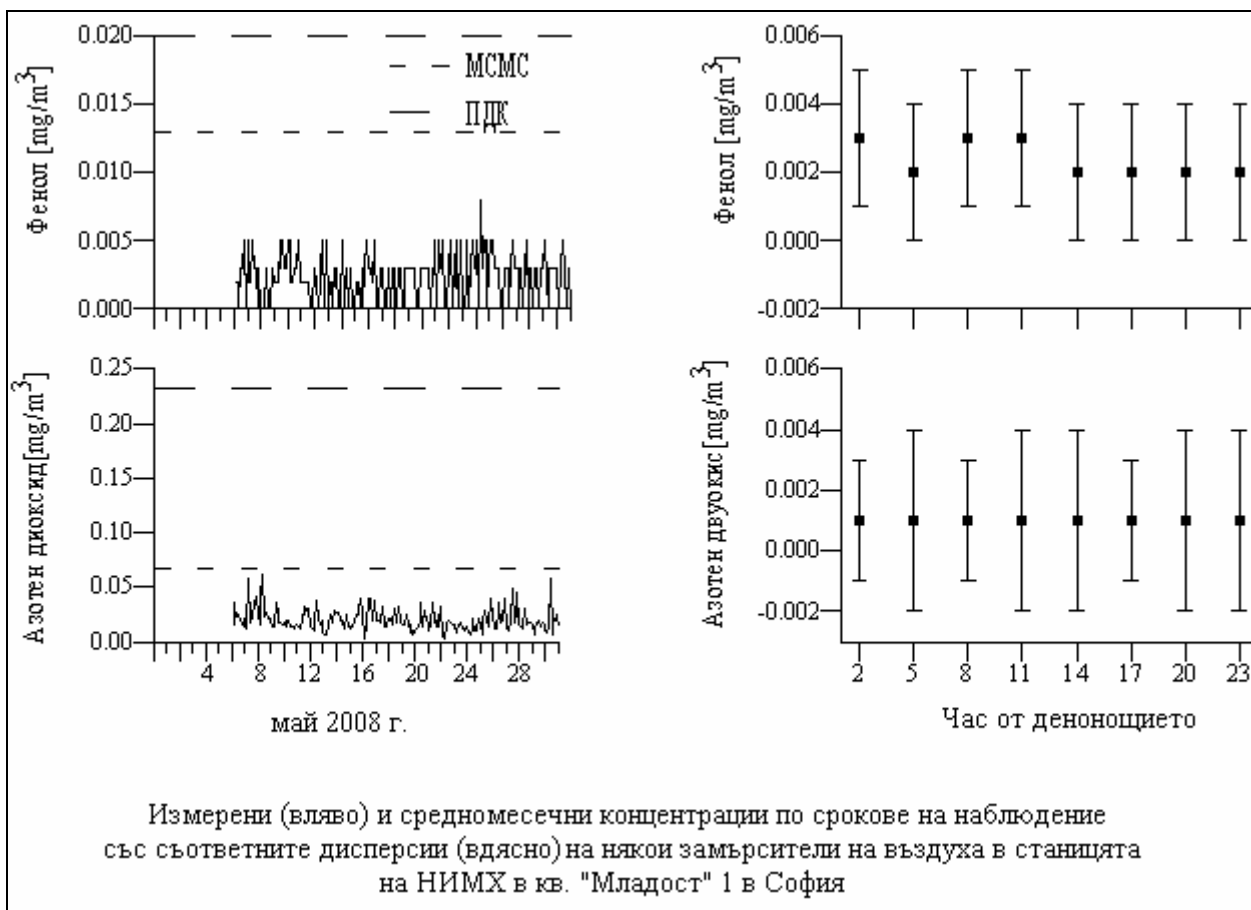 0.020
0.015
0.010
0.005
0.000
Фенол [mg/m³]
МСМС
ПДК
0.006
0.004
0.002
0.000
-0.002
Фенол [mg/m³]
0.25
0.20
0.15
0.10
0.05
0.00
Азотен диоксид[mg/m³]
4 8 12 16 20 24 28
май 2008 г.
0.006
0.004
0.002
0.000
-0.002
Азотен двуокис[mg/m³]
2 5 8 11 14 17 20 23
Час от денонощието
Измерени (вляво) и средномесечни концентрации по срокове на наблюдение
със съответните дисперсии (вдясно) на някои замърсители на въздуха в станицята
на НИМХ в кв. "Младост" 1 в София